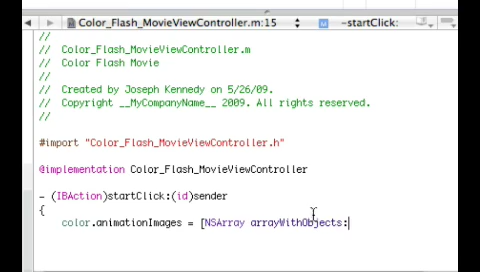 Color_Flash_MovieViewController.m:15 -startClick:
//
// Color_Flash_MovieViewController.m
// Color Flash Movie
//
// Created by Joseph Kennedy on 5/26/09.
// Copyright __MyCompanyName__ 2009. All rights reserved.
//
#import "Color_Flash_MovieViewController.h"
@implementation Color_Flash_MovieViewController
- (IBAction)startClick:(id)sender
{
color.animationImages = [NSArray arrayWithObjects: